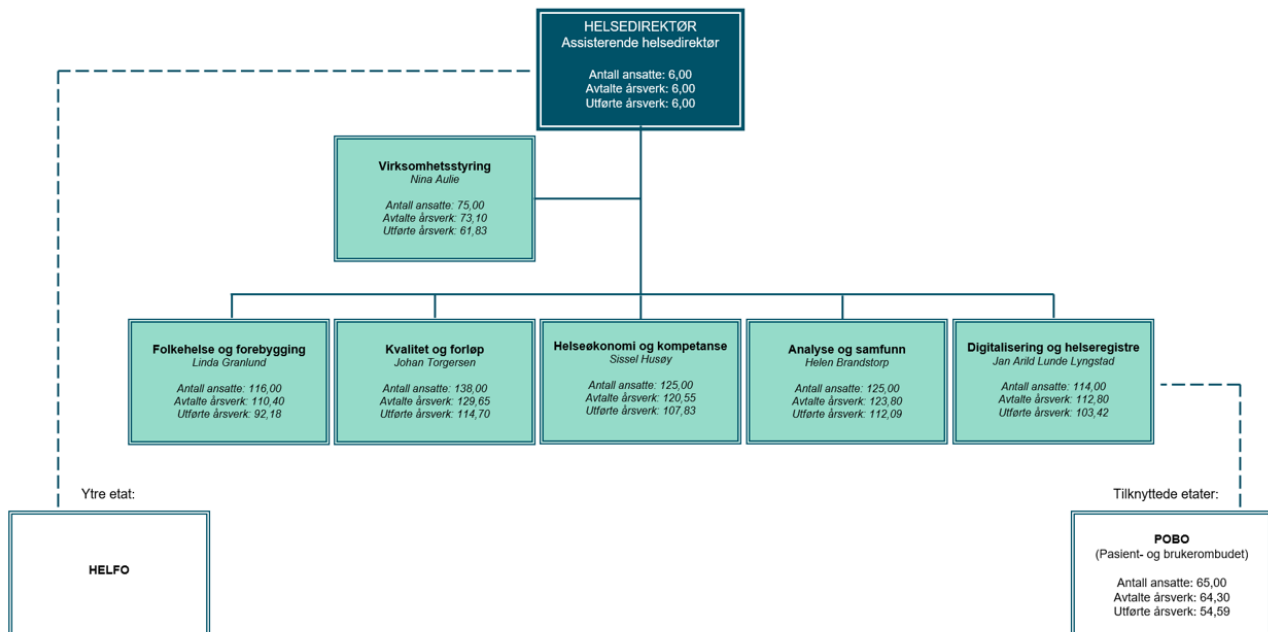 HELSEDIREKTØR
Assisterende helsedirektør
Antall ansatte: 6,00
Avtalte årsverk: 6,00
Utførte årsverk: 6,00
Virksomhetsstyring
Nina Aulie
Antall ansatte: 75,00
Avtalte årsverk: 73,10
Utførte årsverk: 61,83
Folkehelse og forebygging
Linda Granlund
Antall ansatte: 116,00
Avtalte årsverk: 110,40
Utførte årsverk: 92,18
Kvalitet og forløp
Johan Torgersen
Antall ansatte: 138,00
Avtalte årsverk: 129,65
Utførte årsverk: 114,70
Helseøkonomi og kompetanse
Sissel Husøy
Antall ansatte: 125,00
Avtalte årsverk: 120,55
Utførte årsverk: 107,83
Analyse og samfunn
Helen Brandstorp
Antall ansatte: 125,00
Avtalte årsverk: 123,80
Utførte årsverk: 112,09
Digitalisering og helseregistre
Jan Arild Lunde Lyngstad
Antall ansatte: 114,00
Avtalte årsverk: 112,80
Utførte årsverk: 103,42
Ytre etat:
HELFO
Tilknyttede etater:
POBO
(Pasient- og brukerombudet)
Antall ansatte: 65,00
Avtalte årsverk: 64,30
Utførte årsverk: 54,59